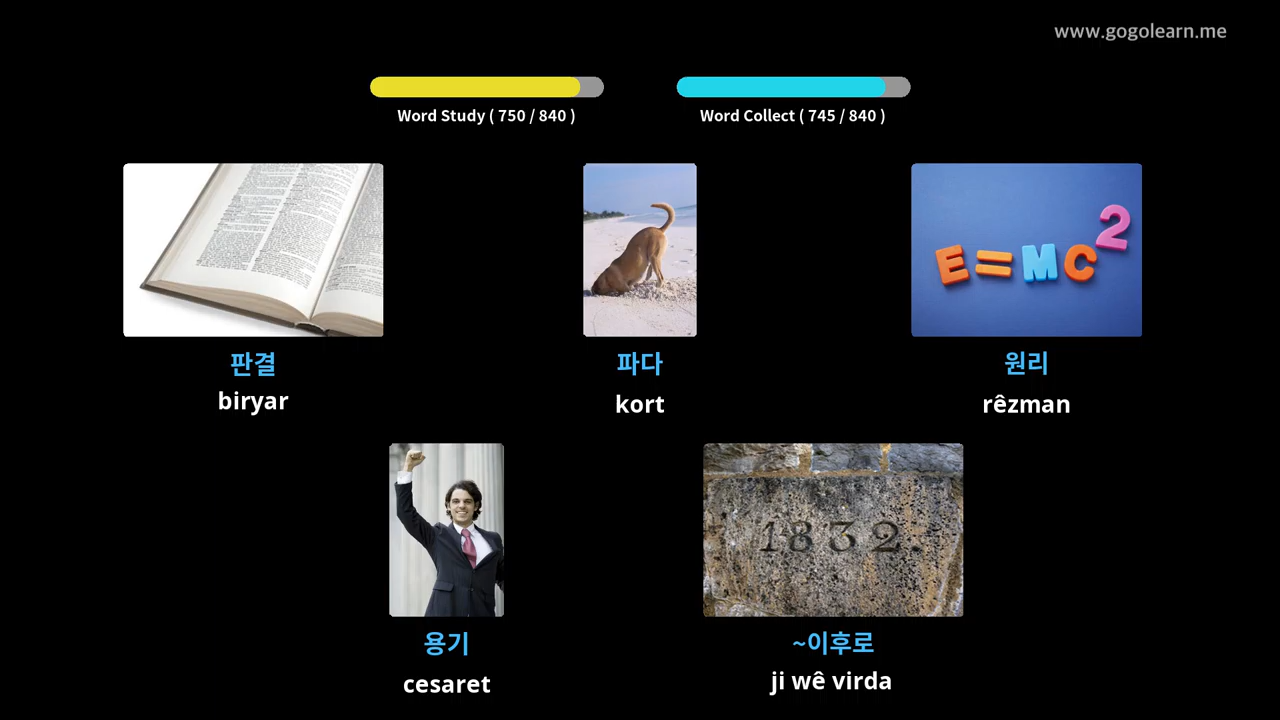 www.gogolearn.me
Word Study ( 750 / 840 )
Word Collect ( 745 / 840 )
E=MC2
판결
biryar
파다
kort
원리
rêzman
1832.
용기
cesaret
~이후로
ji wê virda